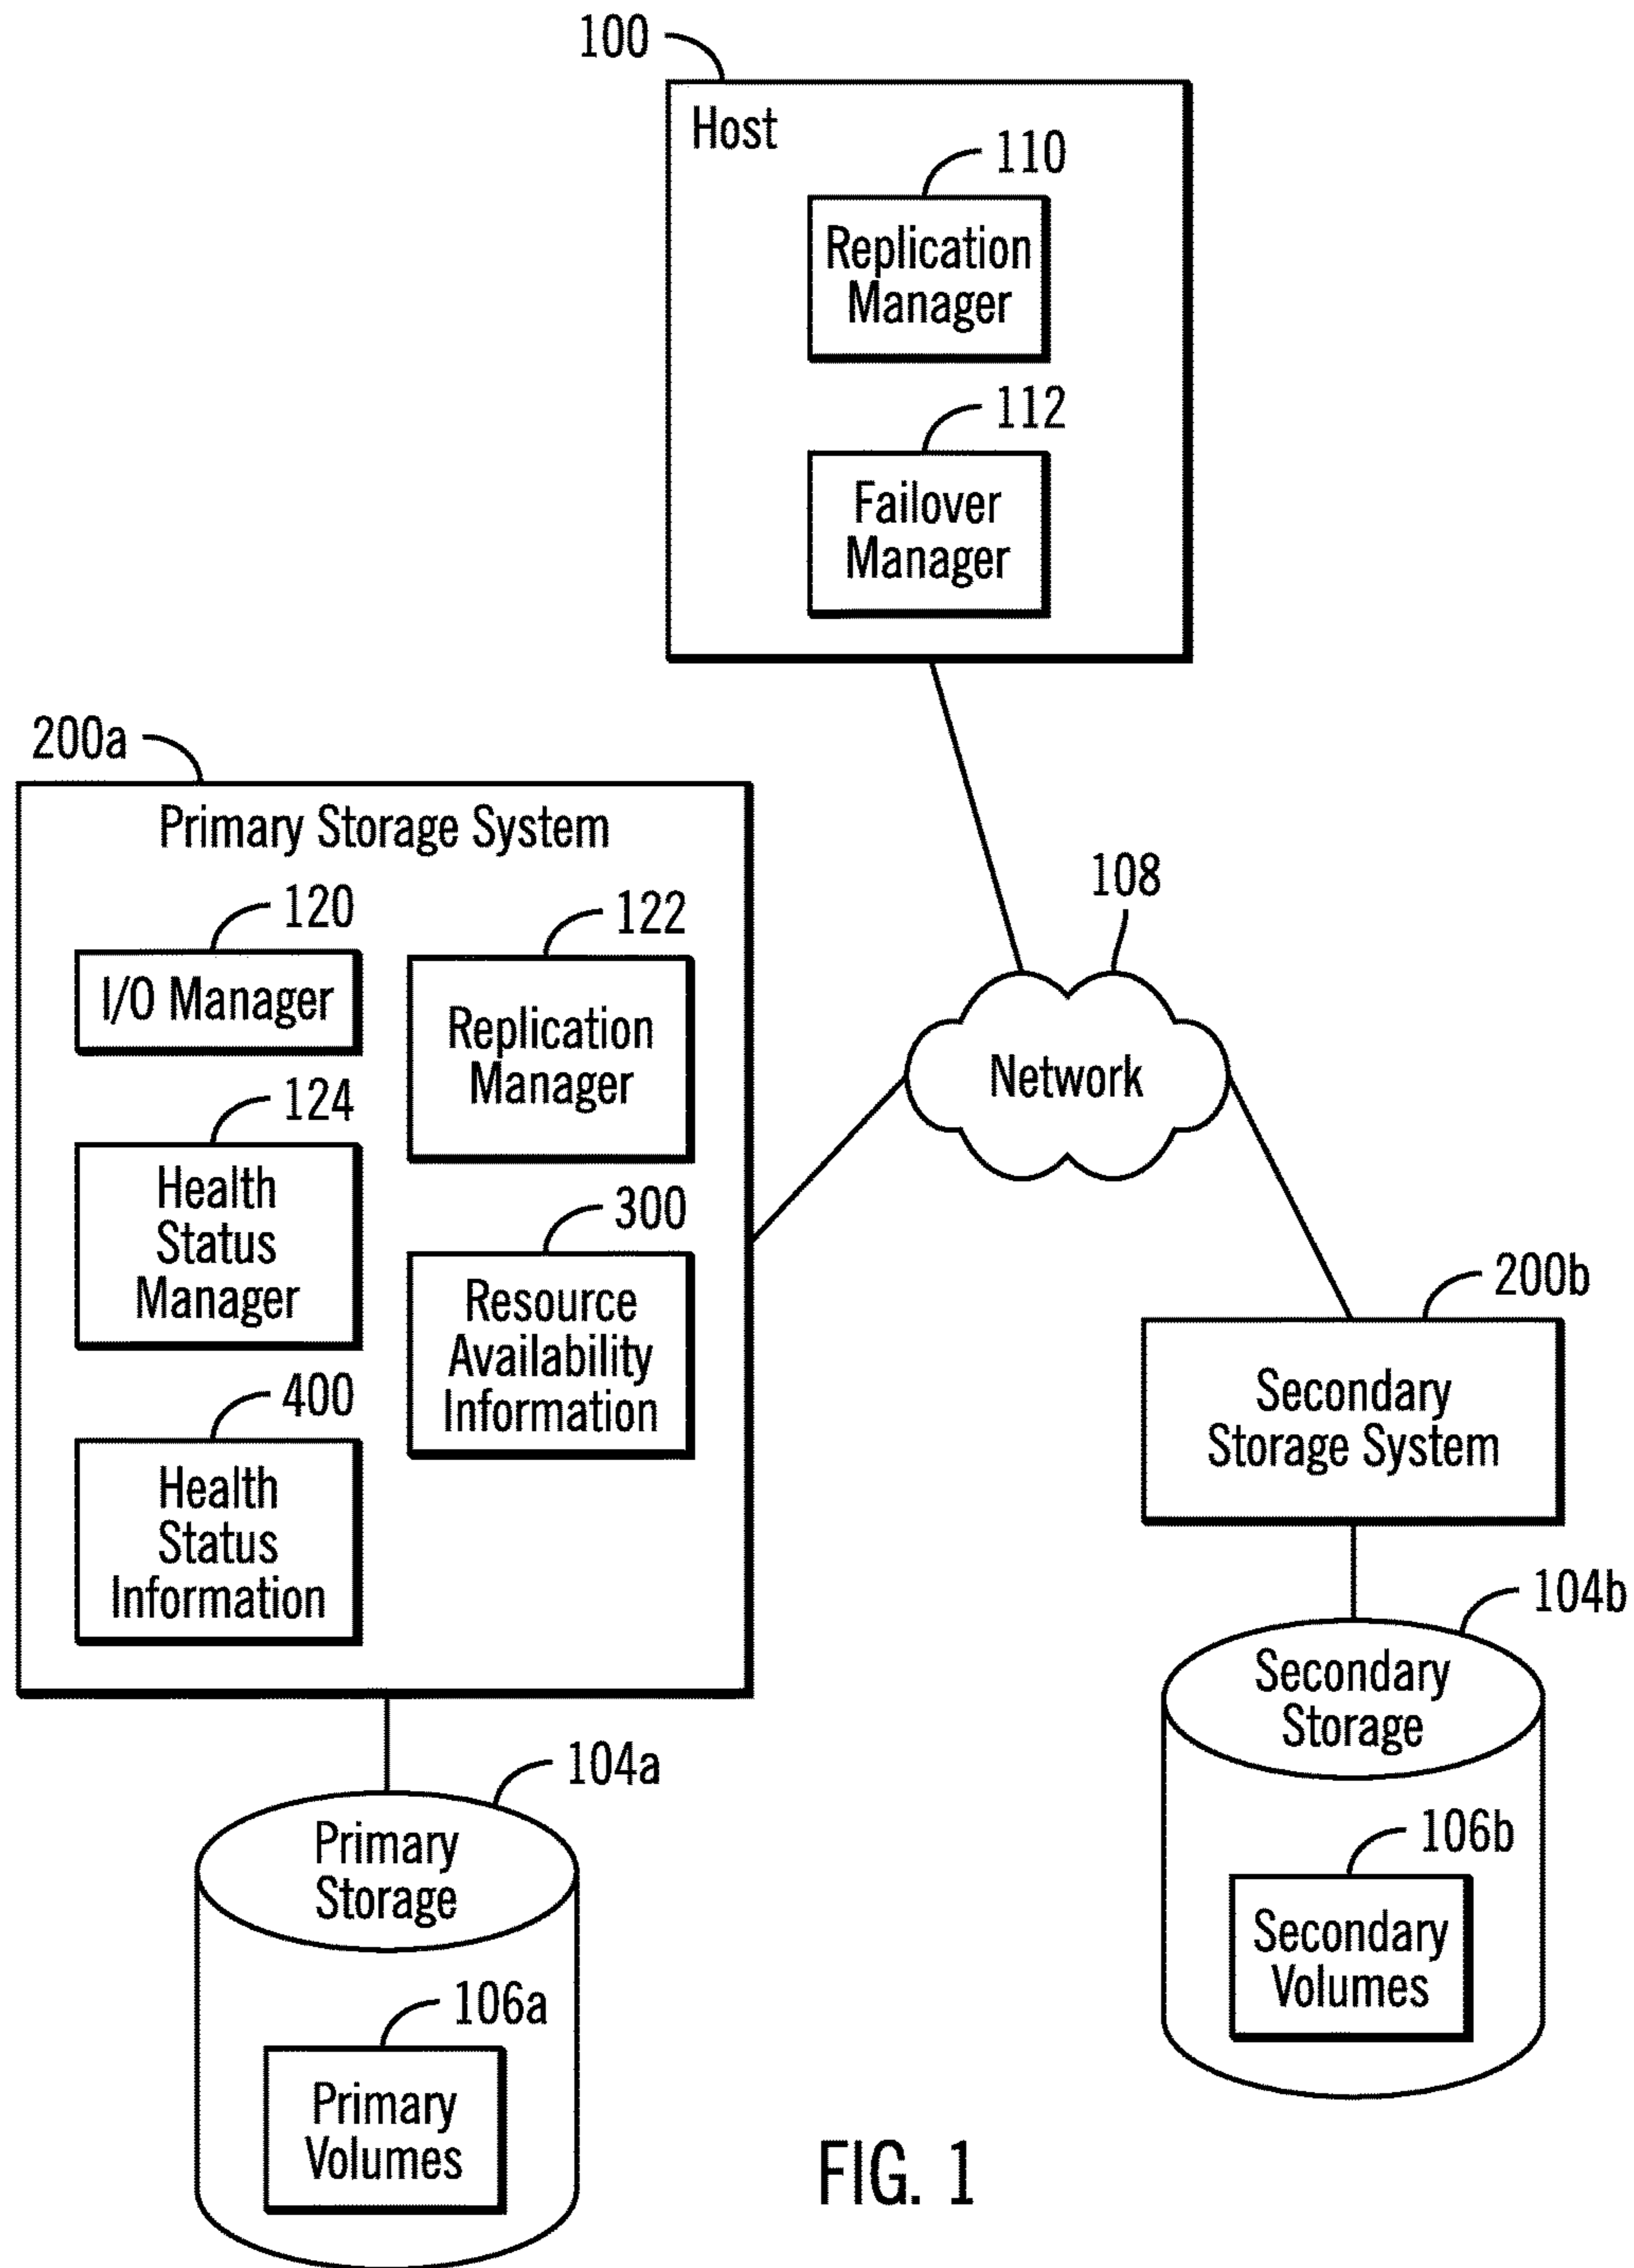 100
Host
110
Replication
Manager
112
Failover
Manager
200a
Primary Storage System
120
I/O Manager
122
Replication
Manager
124
Health
Status
Manager
300
Resource
Availability
Information
400
Health
Status
Information
108
Network
200b
Secondary
Storage System
104b
Secondary
Storage
106b
Secondary
Volumes
104a
Primary
Storage
106a
Primary
Volumes
FIG. 1